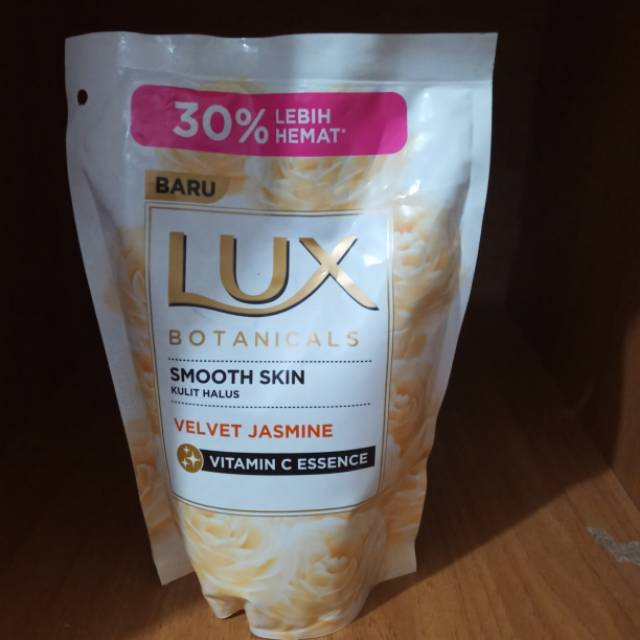 30% LEBIH
HEMAT*
BARU
LUX
BOTANICALS
SMOOTH SKIN
KULIT HALUS
VELVET JASMINE
VITAMIN C ESSENCE